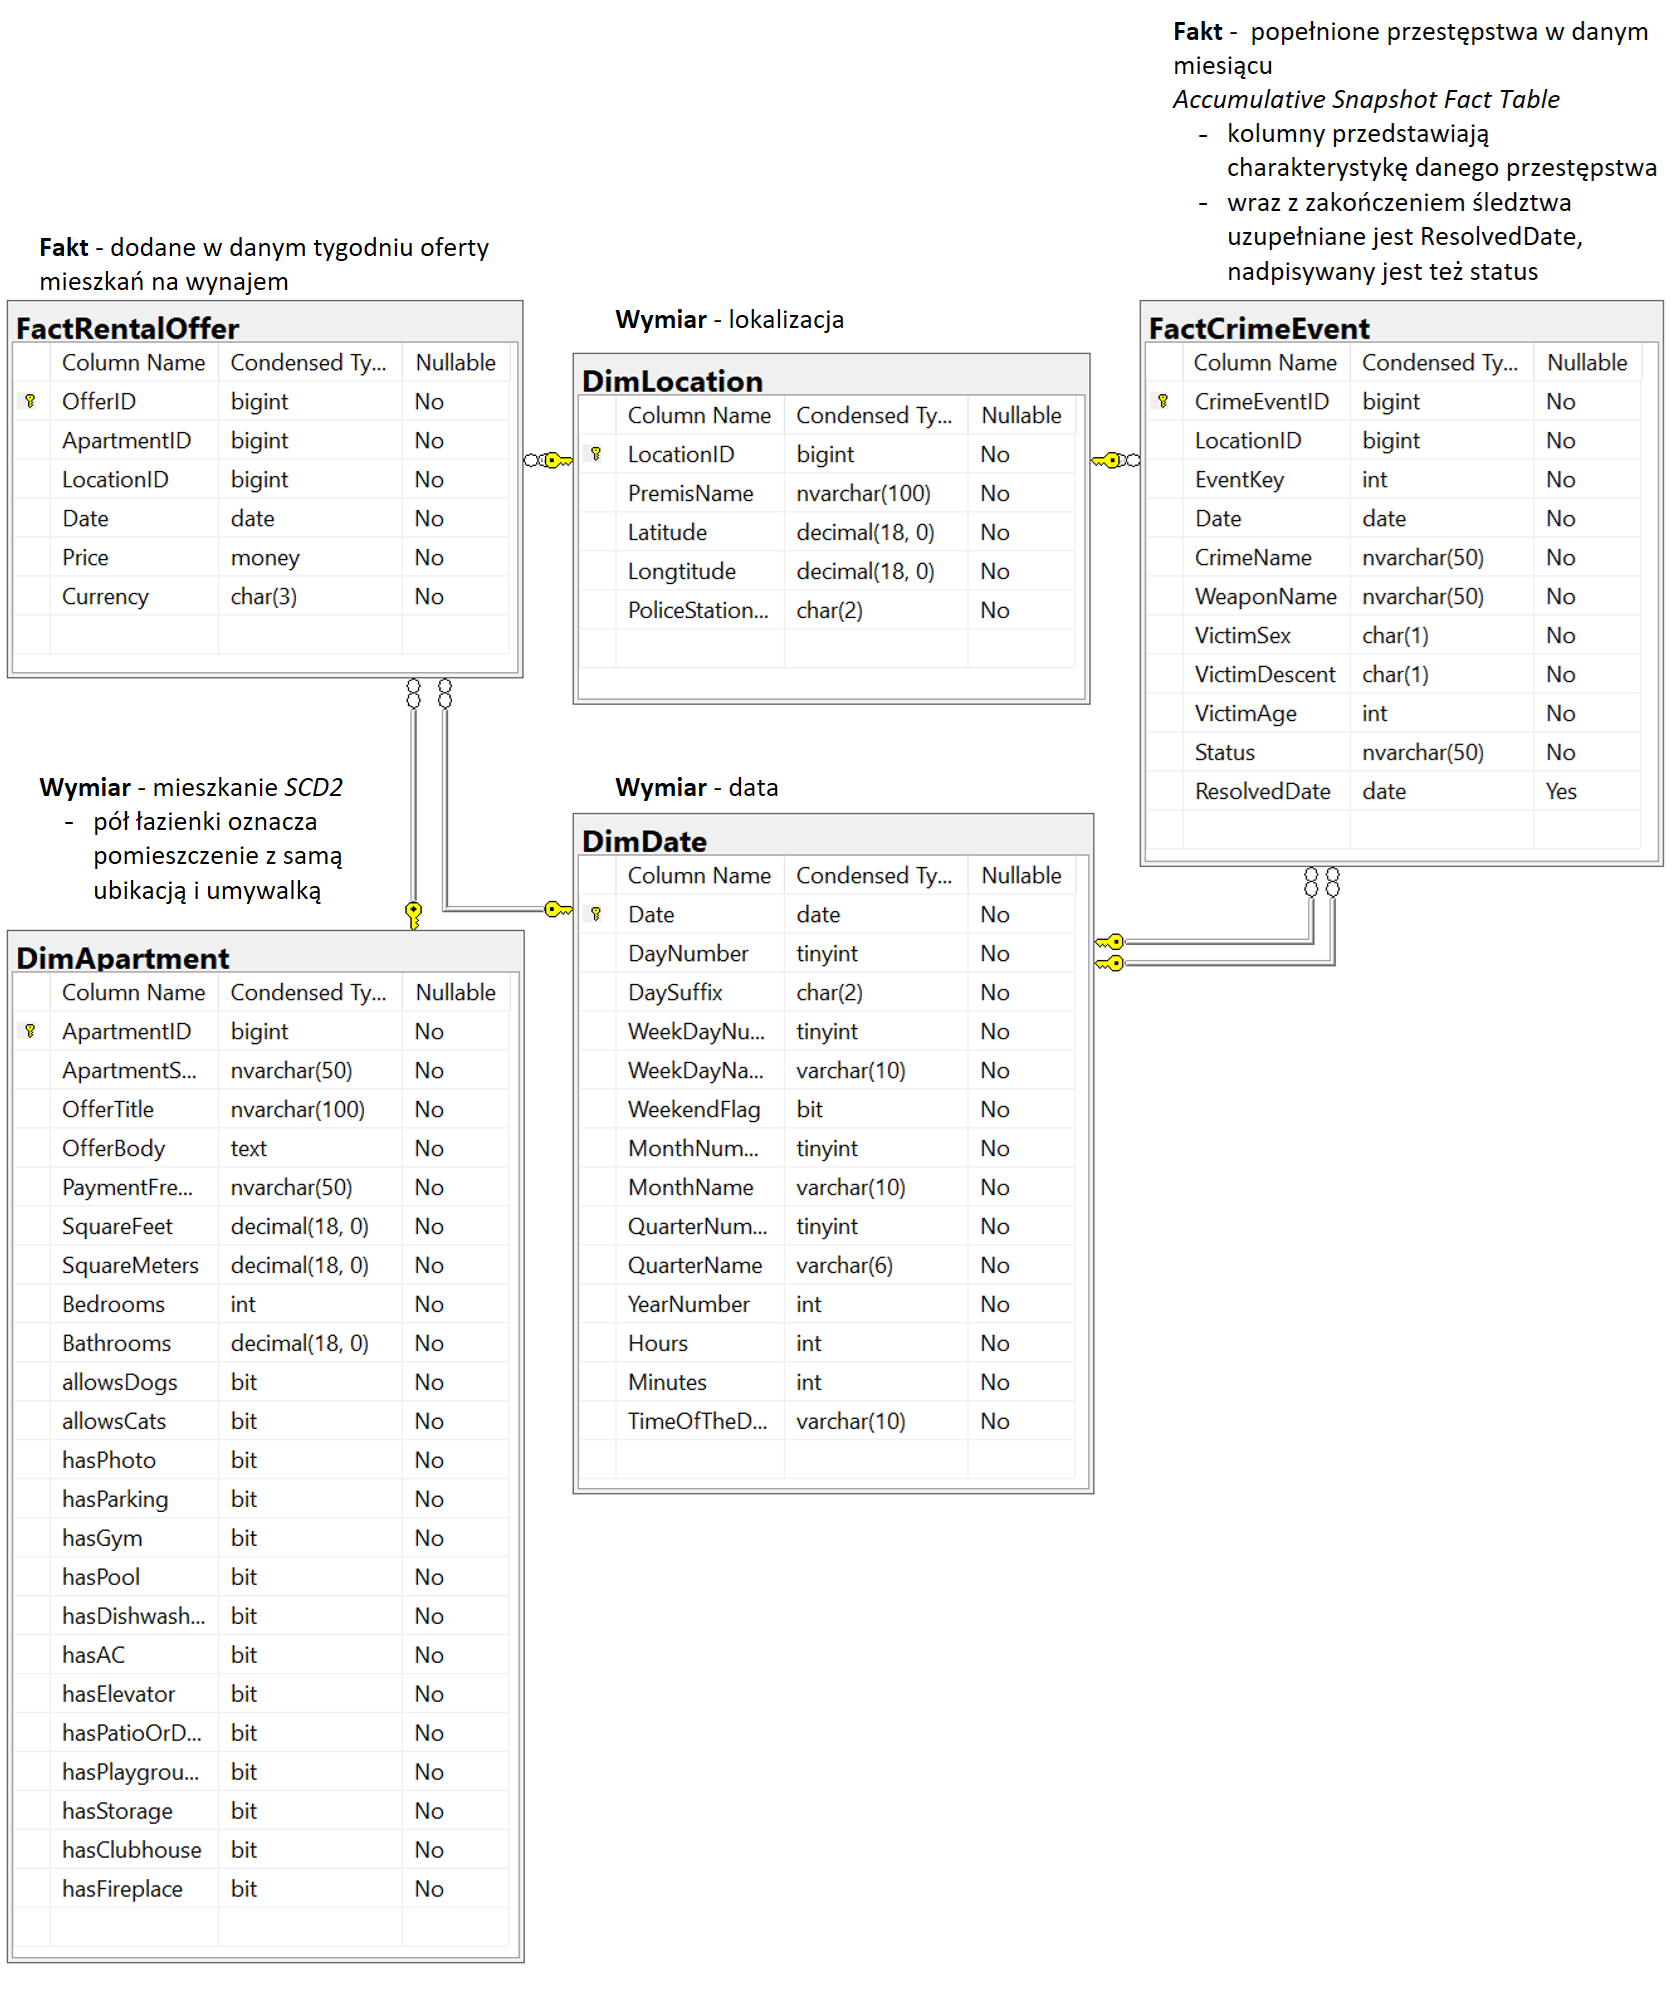 Fakt - popełnione przestępstwa w danym
miesiącu
Accumulative Snapshot Fact Table
- kolumny przedstawiają
charakterystykę danego przestępstwa
- wraz z zakończeniem śledztwa
uzupełniane jest ResolvedDate,
nadpisywany jest też status
Fakt - dodane w danym tygodniu oferty
mieszkań na wynajem
FactRentalOffer
Column Name Condensed Ty... Nullable
OfferID bigint No
ApartmentID bigint No
LocationID bigint No
Date date No
Price money No
Currency char(3) No
Wymiar - lokalizacja
DimLocation
Column Name Condensed Ty... Nullable
LocationID bigint No
PremisName nvarchar(100) No
Latitude decimal(18, 0) No
Longtitude decimal(18, 0) No
PoliceStation... char(2) No
FactCrimeEvent
Column Name Condensed Ty... Nullable
CrimeEventID bigint No
LocationID bigint No
EventKey int No
Date date No
CrimeName nvarchar(50) No
WeaponName nvarchar(50) No
VictimSex char(1) No
VictimDescent char(1) No
VictimAge int No
Status nvarchar(50) No
ResolvedDate date Yes
Wymiar - mieszkanie SCD2
- pół łazienki oznacza
pomieszczenie z samą
ubikacją i umywalką
DimApartment
Column Name Condensed Ty... Nullable
ApartmentID bigint No
ApartmentS... nvarchar(50) No
OfferTitle nvarchar(100) No
OfferBody text No
PaymentFre... nvarchar(50) No
SquareFeet decimal(18, 0) No
SquareMeters decimal(18, 0) No
Bedrooms int No
Bathrooms decimal(18, 0) No
allowsDogs bit No
allowsCats bit No
hasPhoto bit No
hasParking bit No
hasGym bit No
hasPool bit No
hasDishwash... bit No
hasAC bit No
hasElevator bit No
hasPatioOrD... bit No
hasPlaygrou... bit No
hasStorage bit No
hasClubhouse bit No
hasFireplace bit No
Wymiar - data
DimDate
Column Name Condensed Ty... Nullable
Date date No
DayNumber tinyint No
DaySuffix char(2) No
WeekDayNu... tinyint No
WeekDayNa... varchar(10) No
WeekendFlag bit No
MonthNum... tinyint No
MonthName varchar(10) No
QuarterNum... tinyint No
QuarterName varchar(6) No
YearNumber int No
Hours int No
Minutes int No
TimeOfTheD... varchar(10) No